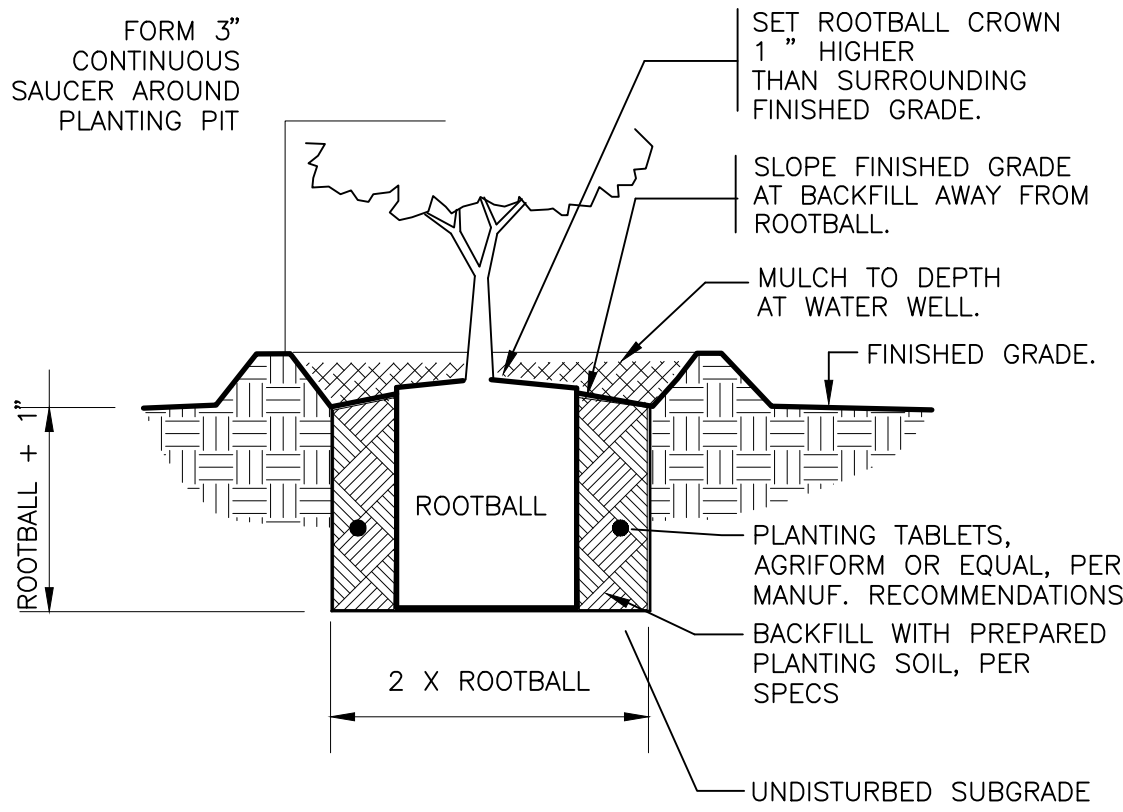 FORM 3"
CONTINUOUS
SAUCER AROUND
PLANTING PIT
SET ROOTBALL CROWN
1 " HIGHER
THAN SURROUNDING
FINISHED GRADE.
SLOPE FINISHED GRADE
AT BACKFILL AWAY FROM
ROOTBALL.
MULCH TO DEPTH
AT WATER WELL.
FINISHED GRADE.
ROOTBALL + 1"
ROOTBALL
PLANTING TABLETS,
AGRIFORM OR EQUAL, PER
MANUF. RECOMMENDATIONS
BACKFILL WITH PREPARED
PLANTING SOIL, PER
SPECS
2 X ROOTBALL
UNDISTURBED SUBGRADE